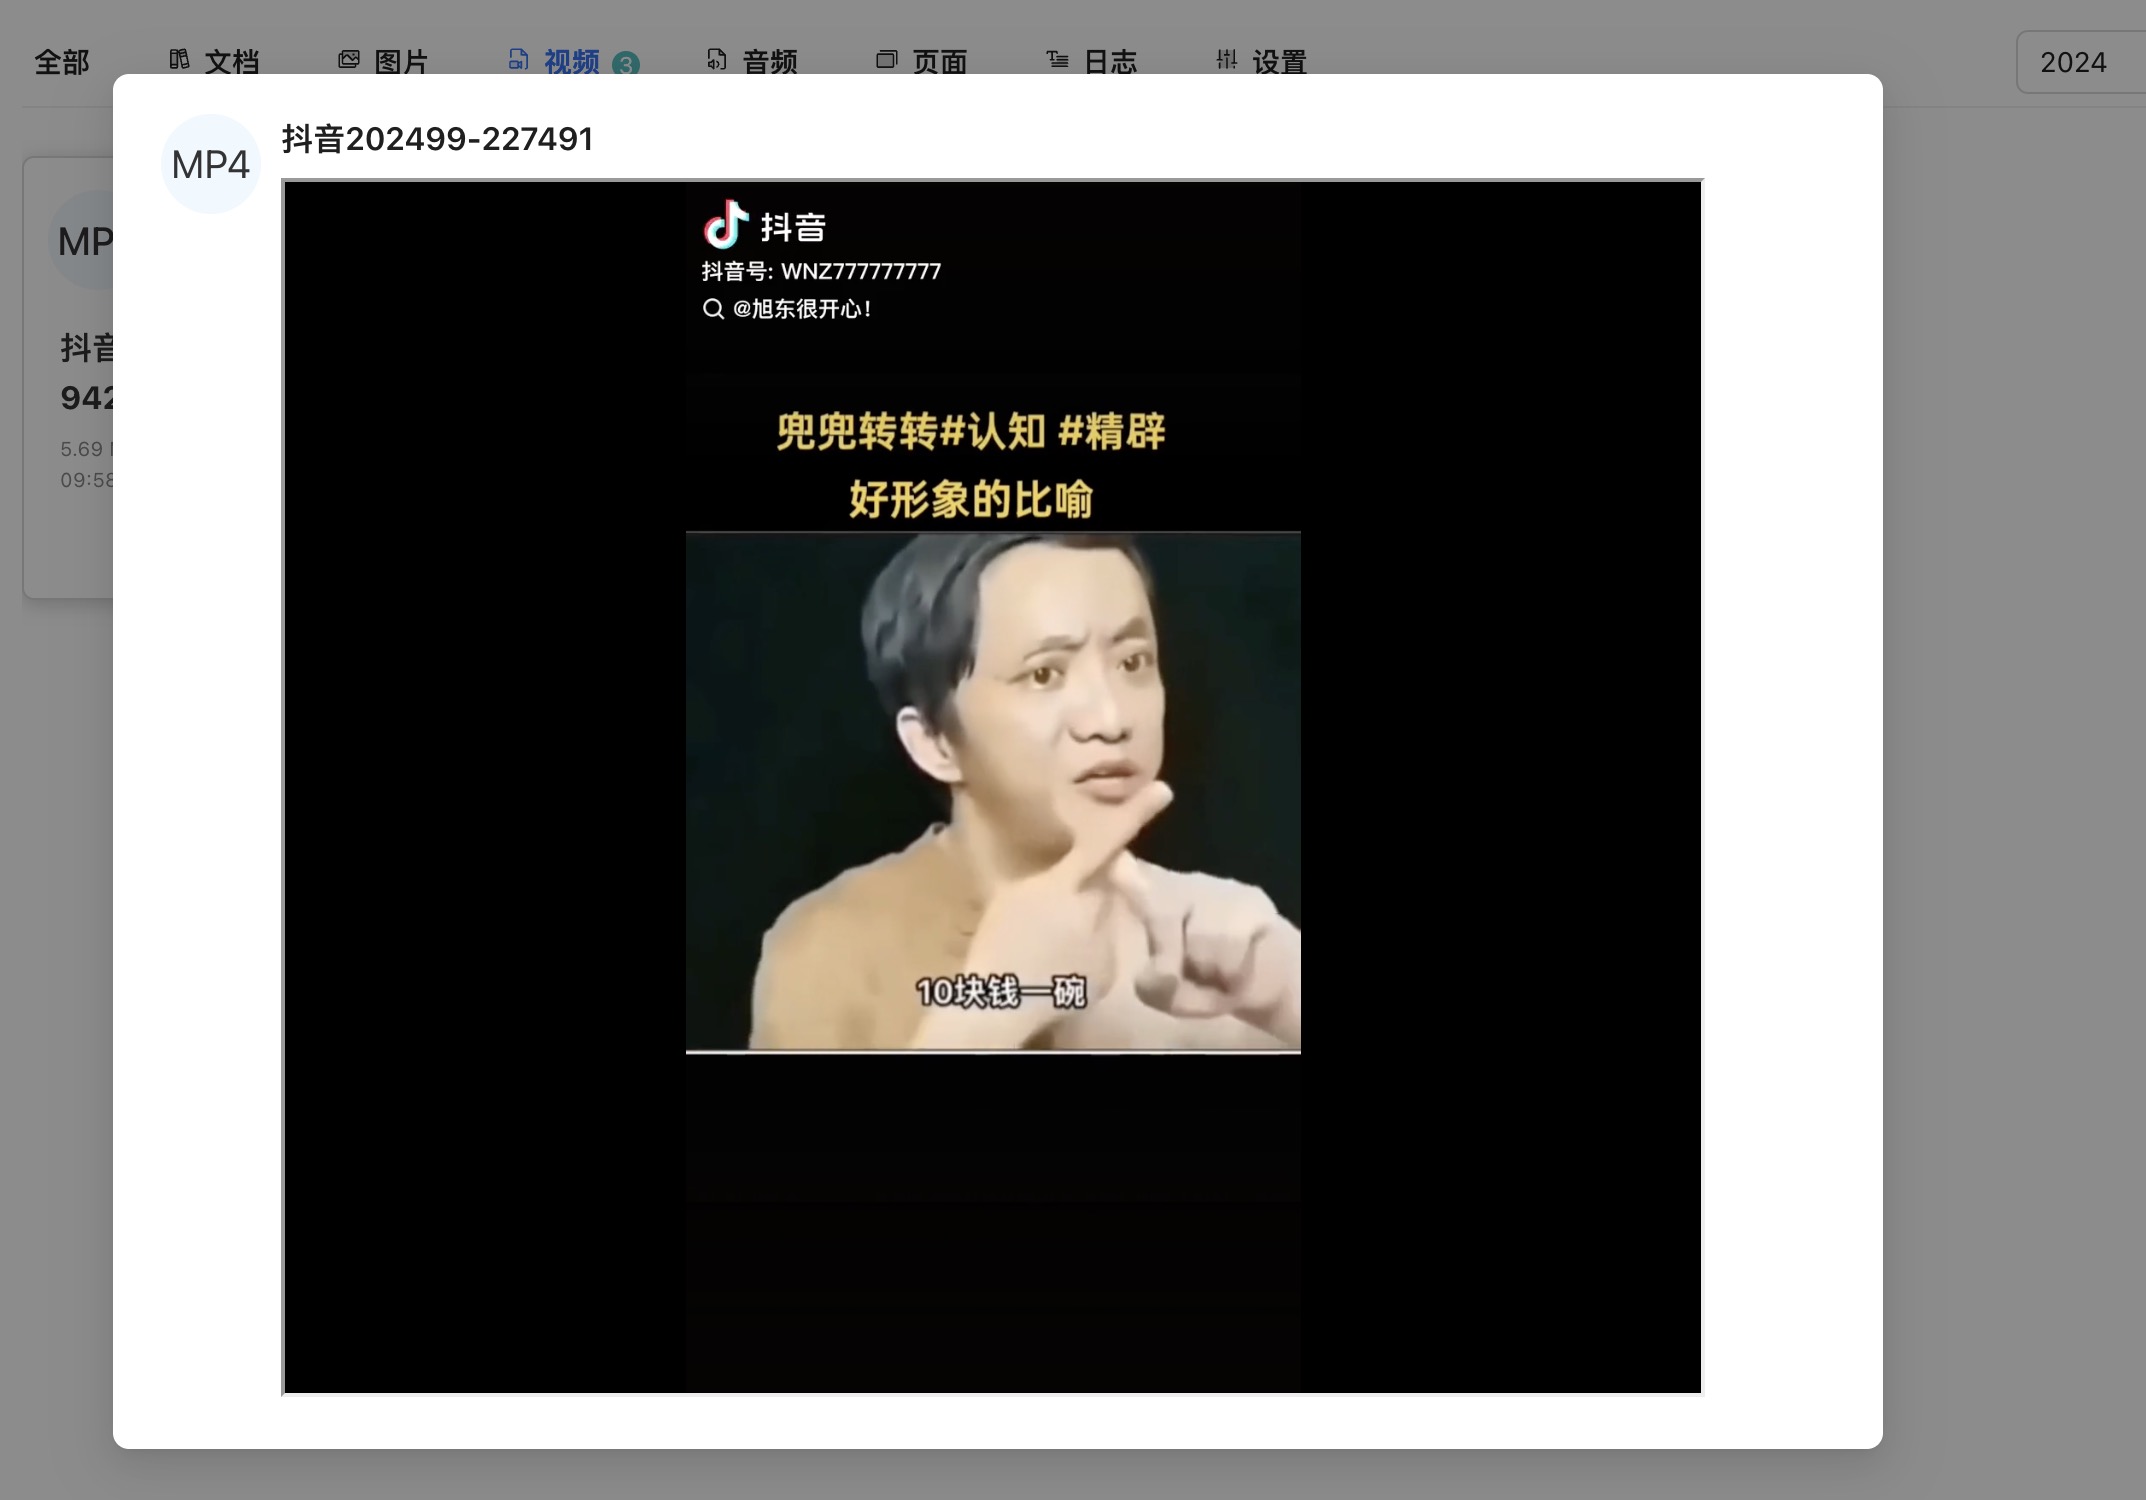 全部 文档 图片 视频 3 音频 页面 日志 设置 2024
MP4 抖音202499-227491
抖音
抖音号: WNZ777777777
@旭东很开心!
兜兜转转#认知 #精辟
好形象的比喻
10块钱一碗
MP
抖音
942
5.69
09:58